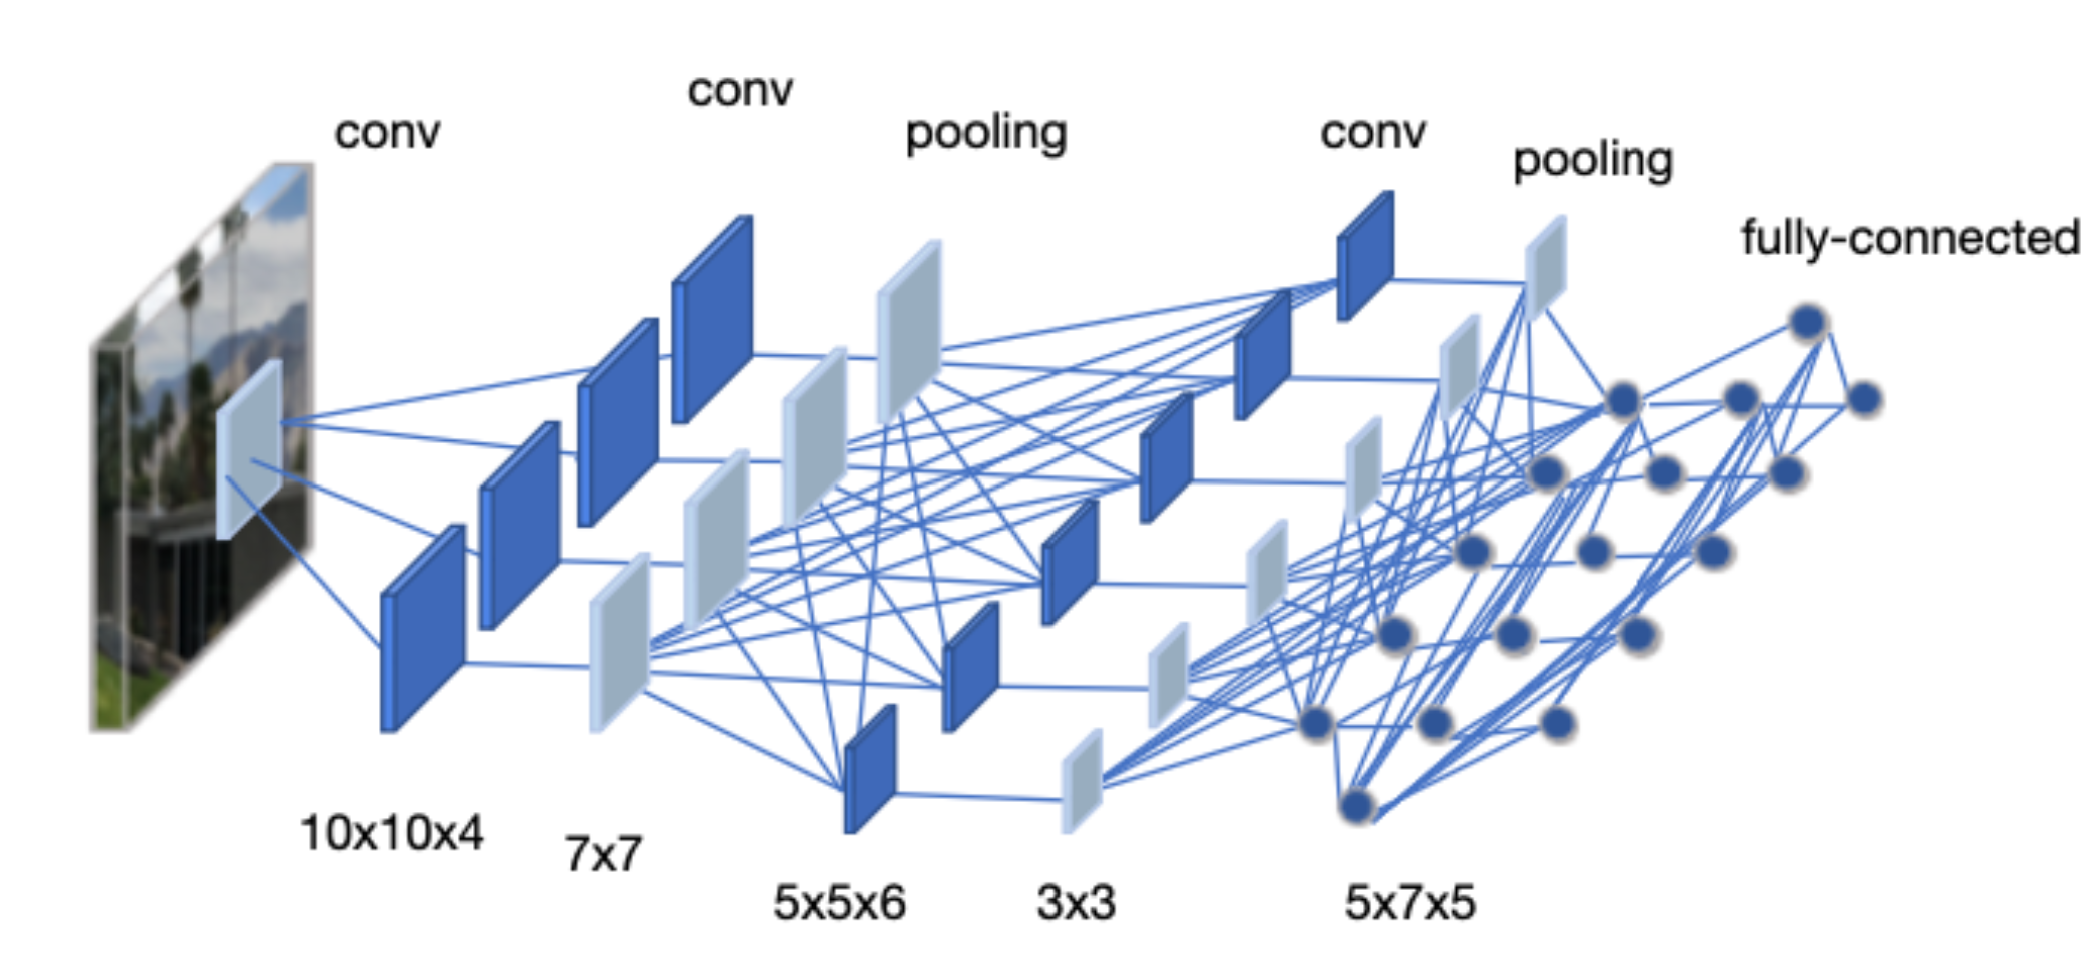 conv
conv
pooling
conv
pooling
fully-connected
10x10x4
7x7
5x5x6
3x3
5x7x5